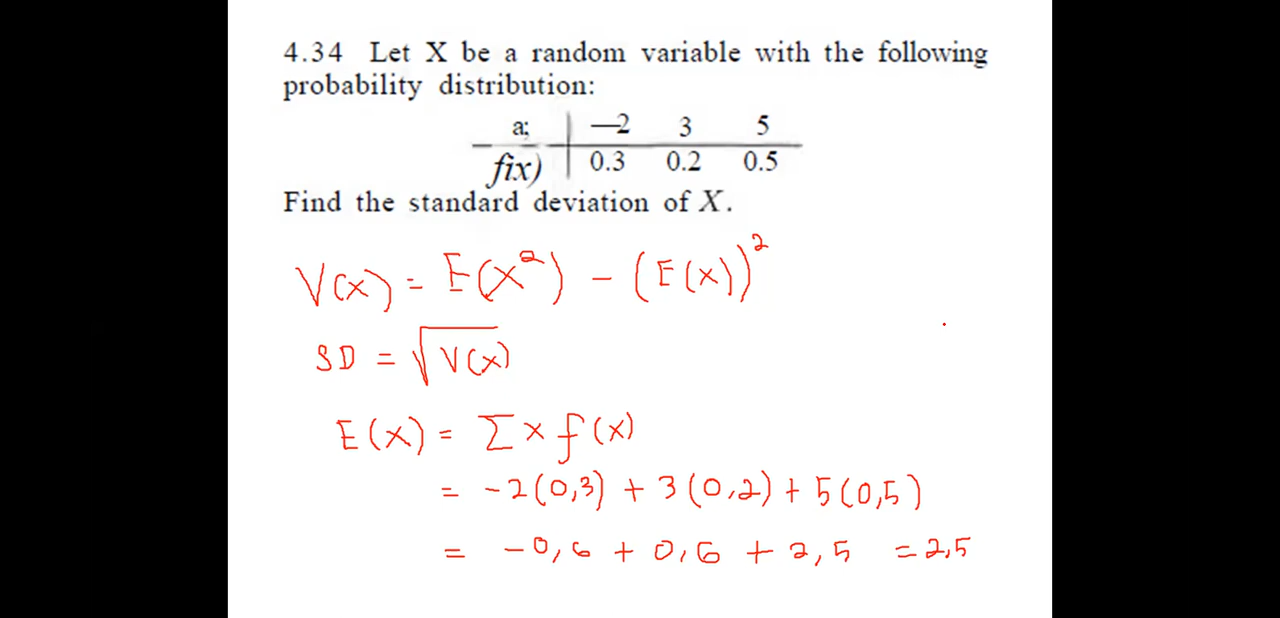 4.34 Let X be a random variable with the following
probability distribution:
a; —2 3 5
fix) 0.3 0.2 0.5
Find the standard deviation of X.
V(x) = E(x²) - (E(x))²
SD = √V(x)
E(x) = Σ x f(x)
= -2(0,3) + 3(0,2) + 5(0,5)
= -0,6 + 0,6 + 2,5 = 2,5